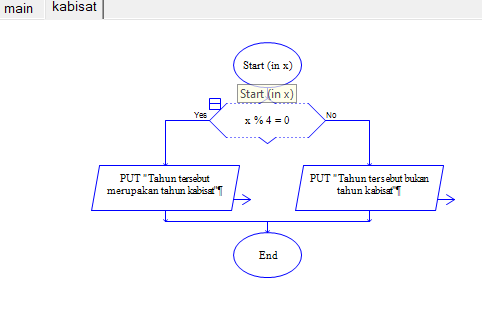 main
kabisat
Start (in x)
Start (in x)
Yes
x % 4 = 0
No
PUT "Tahun tersebut
merupakan tahun kabisat"¶
PUT "Tahun tersebut bukan
tahun kabisat"¶
End